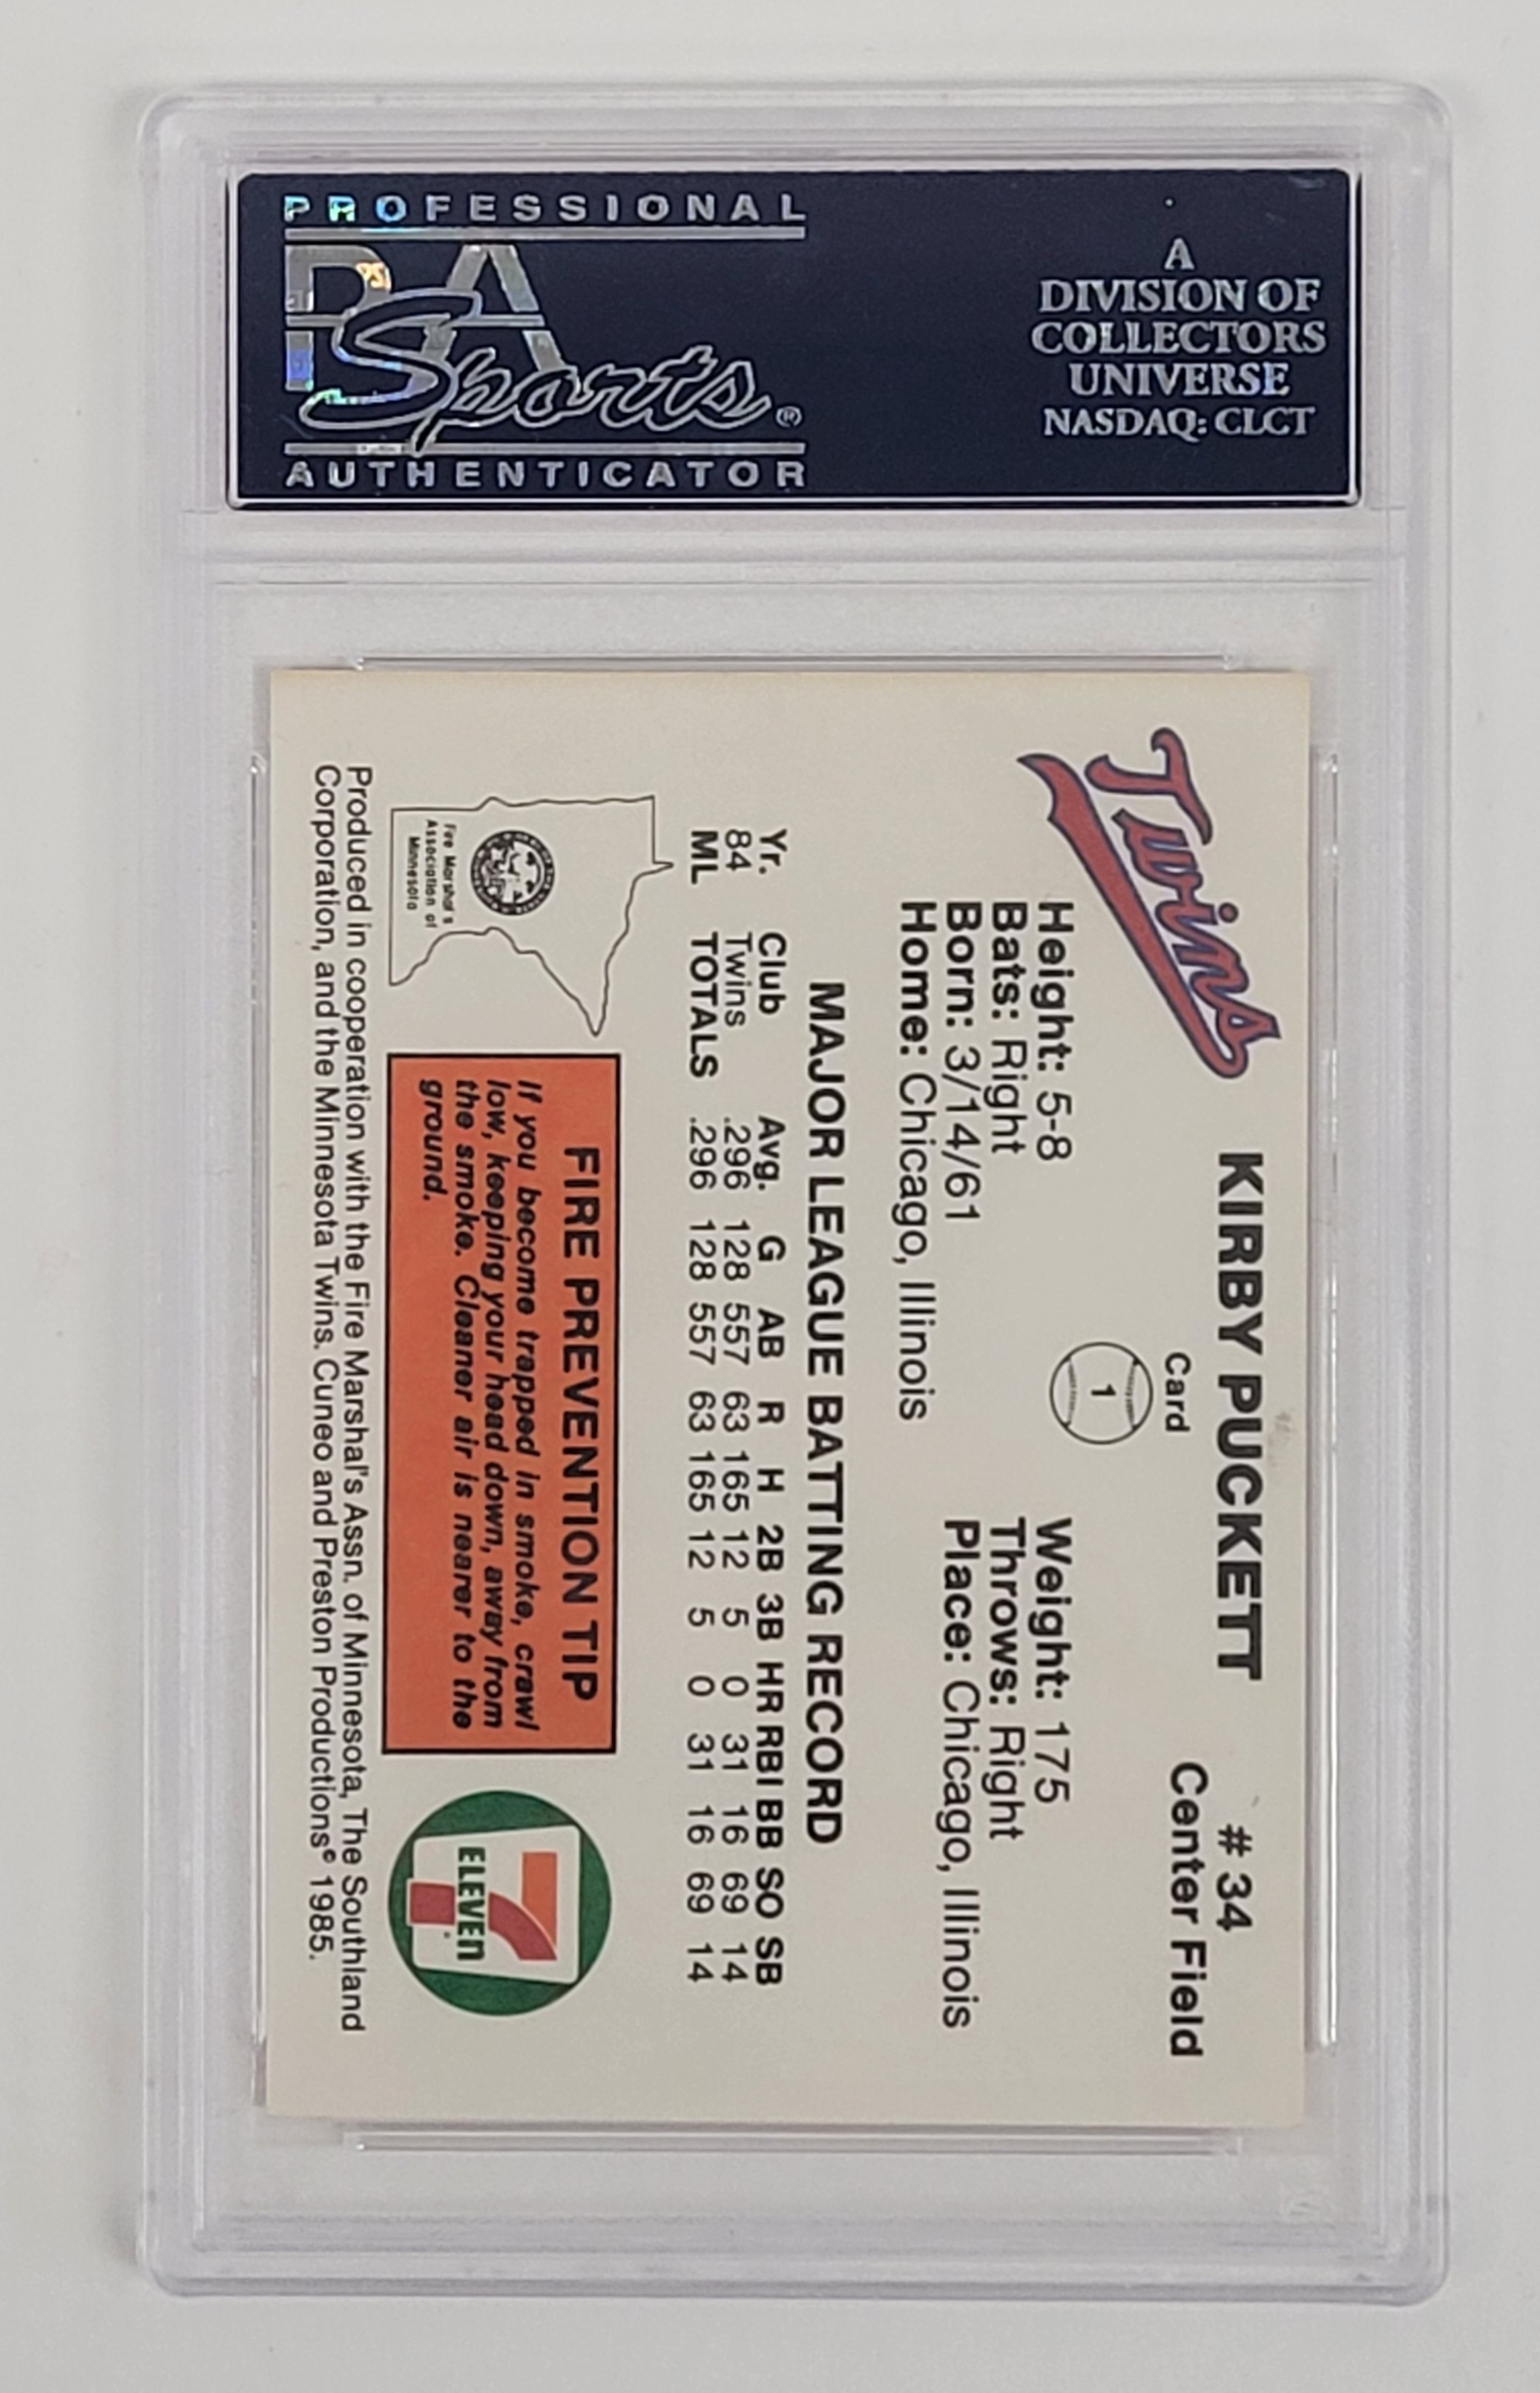 PROFESSIONAL
PSA
Sports®
AUTHENTICATOR
A
DIVISION OF
COLLECTORS
UNIVERSE
NASDAQ: CLCT
Twins
KIRBY PUCKETT
# 34
Center Field
Card
1
Height: 5-8
Weight: 175
Bats: Right
Throws: Right
Born: 3/14/61
Place: Chicago, Illinois
Home: Chicago, Illinois
MAJOR LEAGUE BATTING RECORD
Yr. Club Avg. G AB R H 2B 3B HR RBI BB SO SB
84 Twins .296 128 557 63 165 12 5 0 31 16 69 14
ML TOTALS .296 128 557 63 165 12 5 0 31 16 69 14
Fire Marshal's
Association of
Minnesota
FIRE PREVENTION TIP
If you become trapped in smoke, crawl
low, keeping your head down, away from
the smoke. Cleaner air is nearer to the
ground.
7
ELEVEN
Produced in cooperation with the Fire Marshal's Assn. of Minnesota, The Southland
Corporation, and the Minnesota Twins. Cuneo and Preston Productions© 1985.